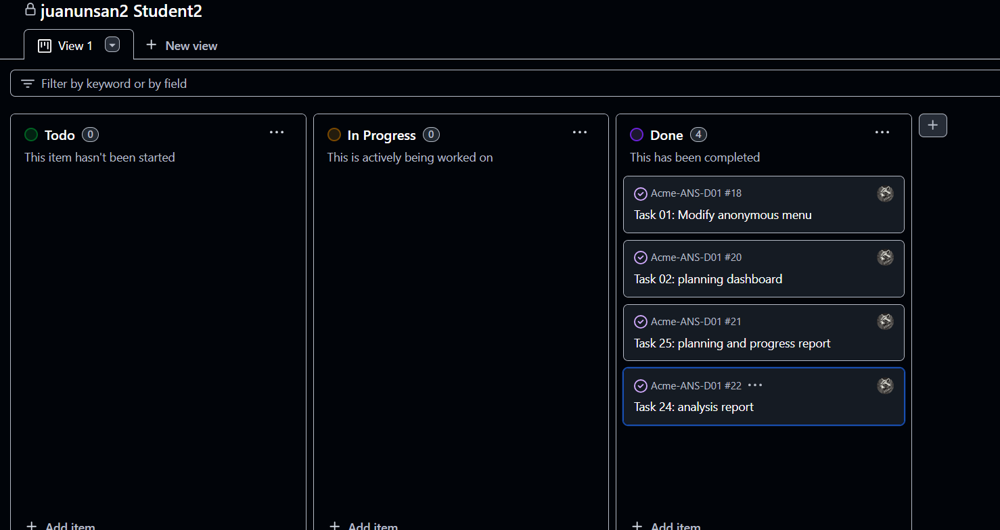 juanunsan2 Student2
View 1
New view
Filter by keyword or by field
Todo 0
This item hasn't been started
In Progress 0
This is actively being worked on
Done 4
This has been completed
Acme-ANS-D01 #18
Task 01: Modify anonymous menu
Acme-ANS-D01 #20
Task 02: planning dashboard
Acme-ANS-D01 #21
Task 25: planning and progress report
Acme-ANS-D01 #22
Task 24: analysis report
Add item
Add item
Add item